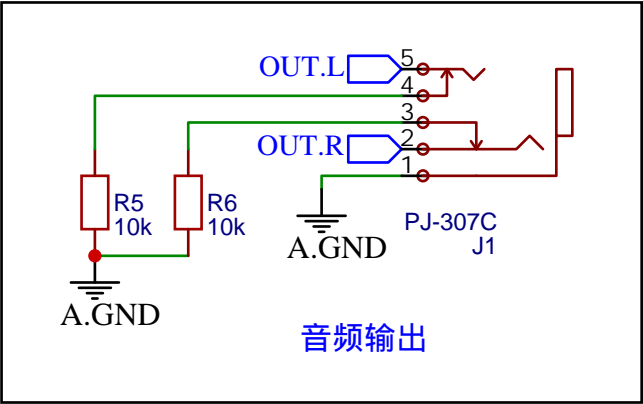 OUT.L
5
4
3
OUT.R
2
1
R5
10k
R6
10k
PJ-307C
J1
A.GND
A.GND
音频输出